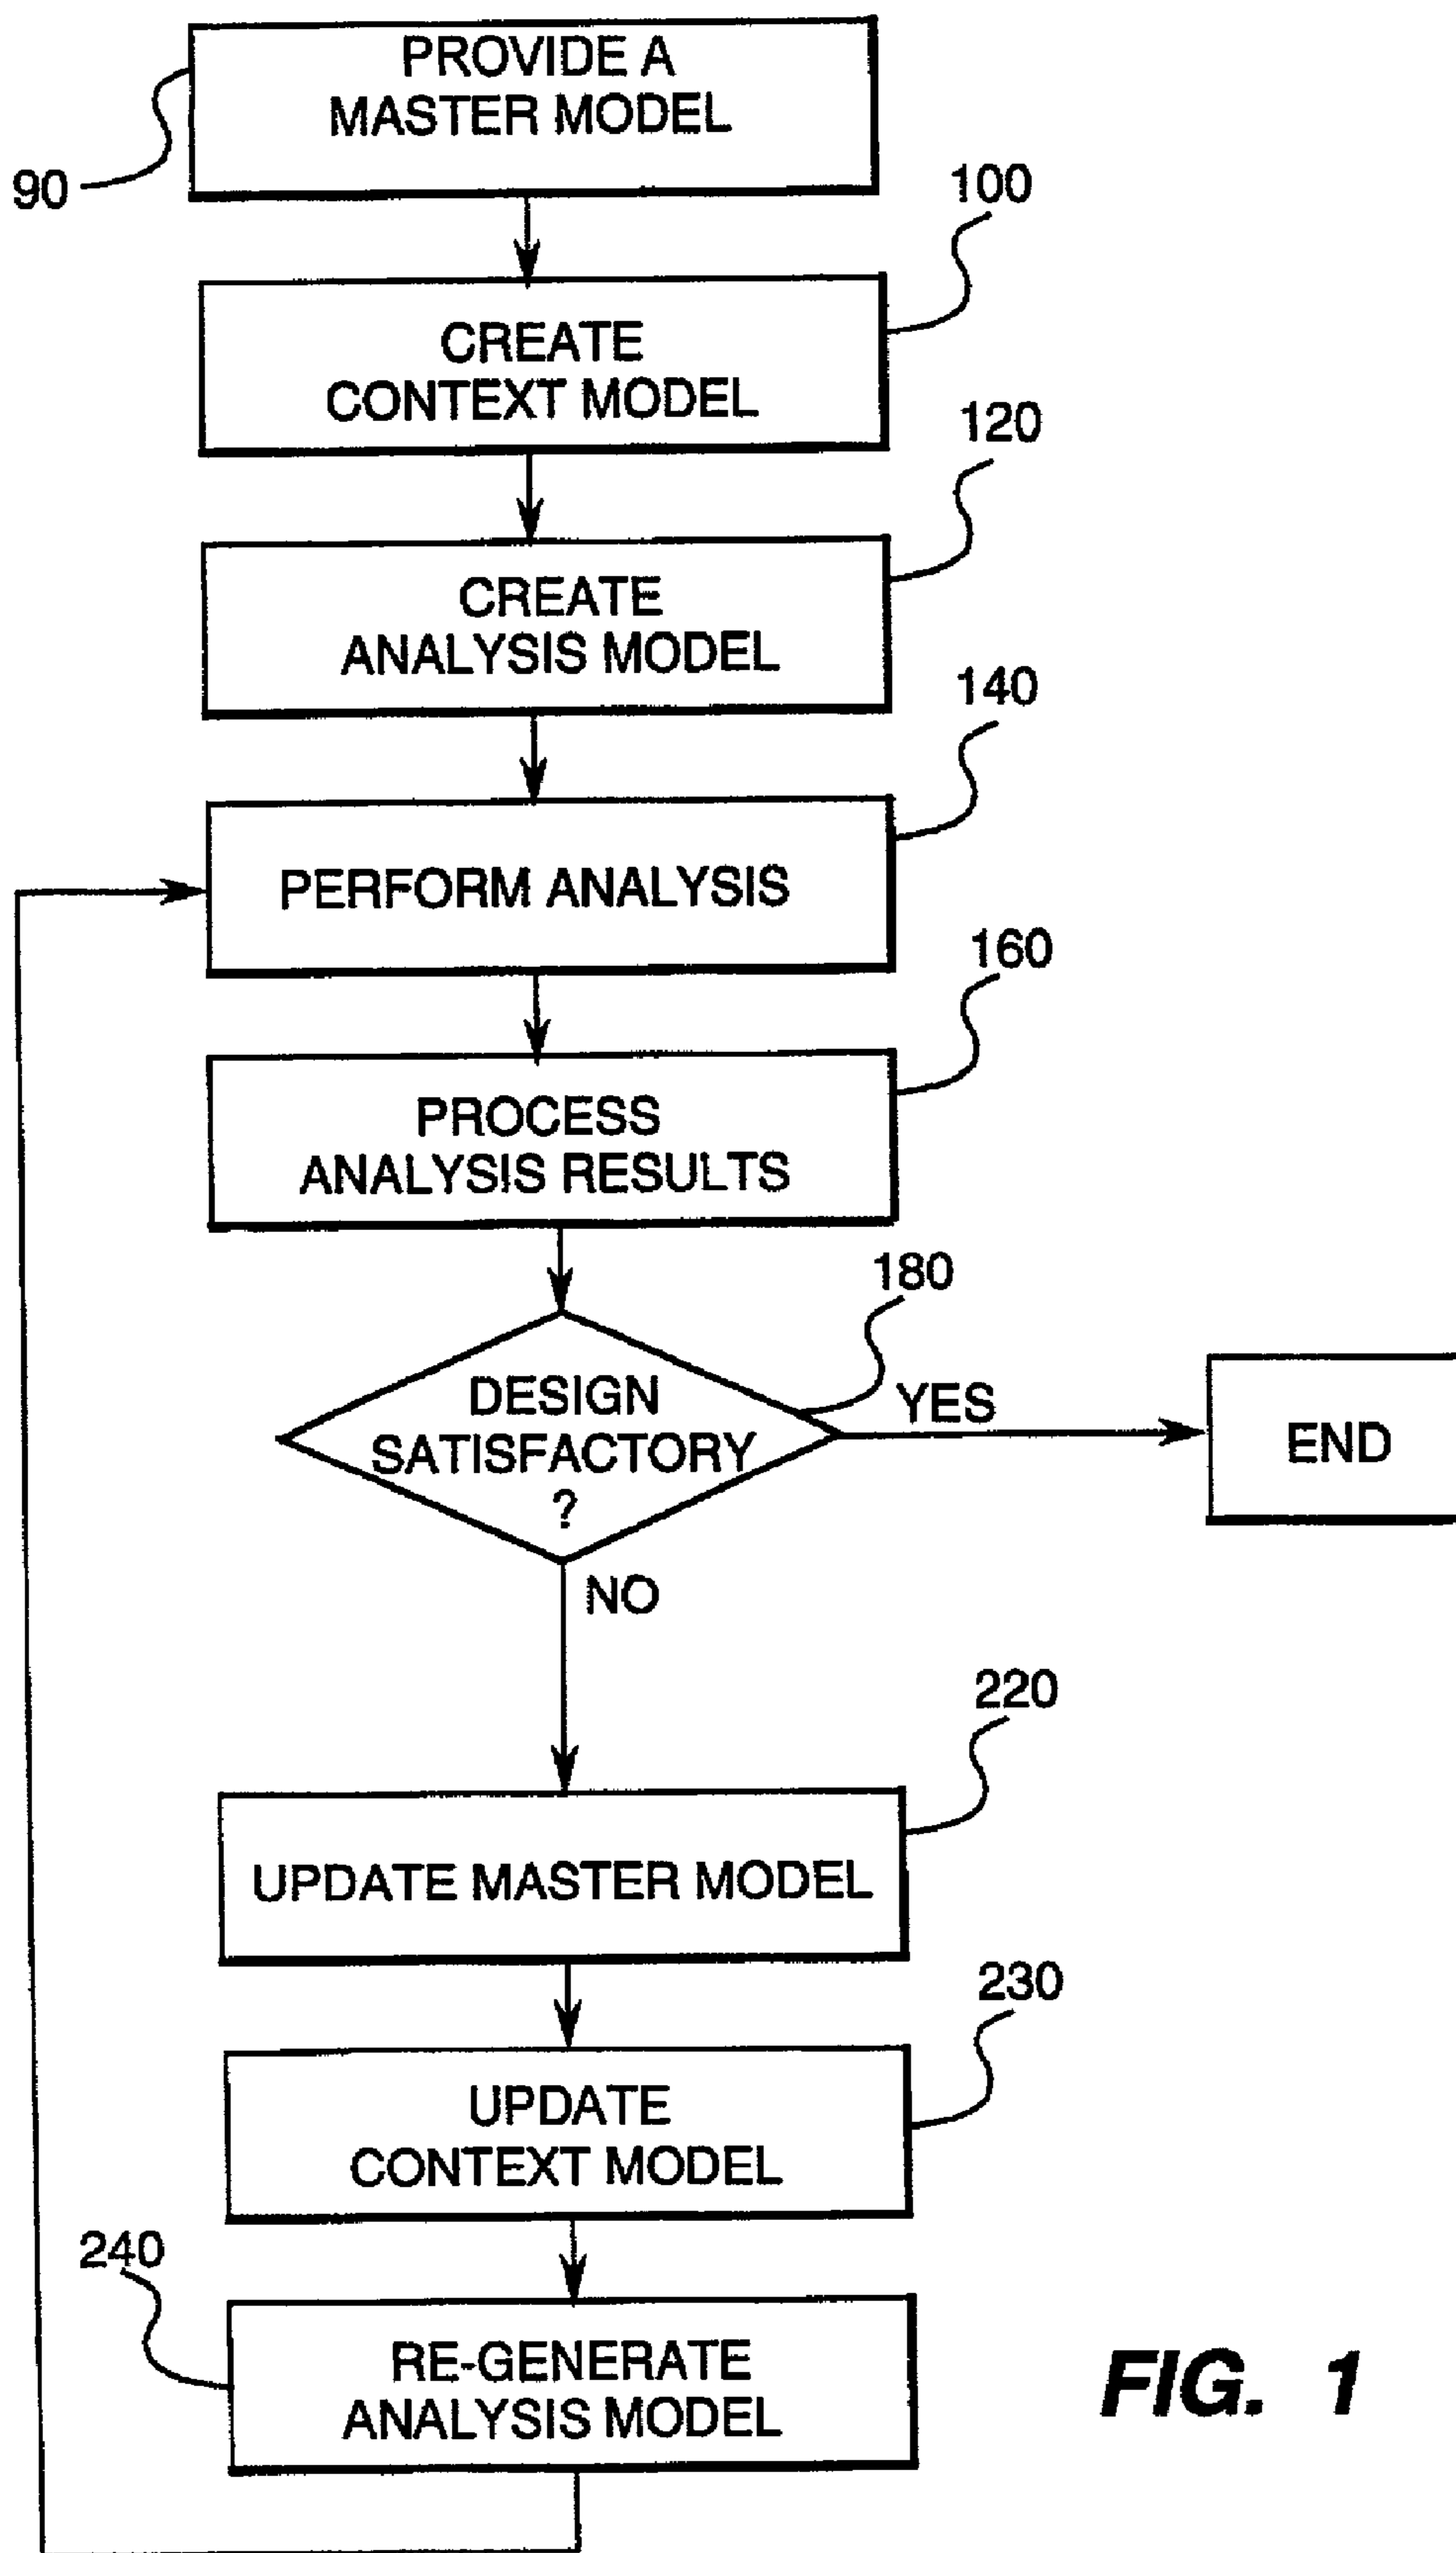 PROVIDE A
MASTER MODEL
90
100
CREATE
CONTEXT MODEL
120
CREATE
ANALYSIS MODEL
140
PERFORM ANALYSIS
160
PROCESS
ANALYSIS RESULTS
180
DESIGN
SATISFACTORY
?
YES
END
NO
220
UPDATE MASTER MODEL
230
UPDATE
CONTEXT MODEL
240
RE-GENERATE
ANALYSIS MODEL
FIG. 1